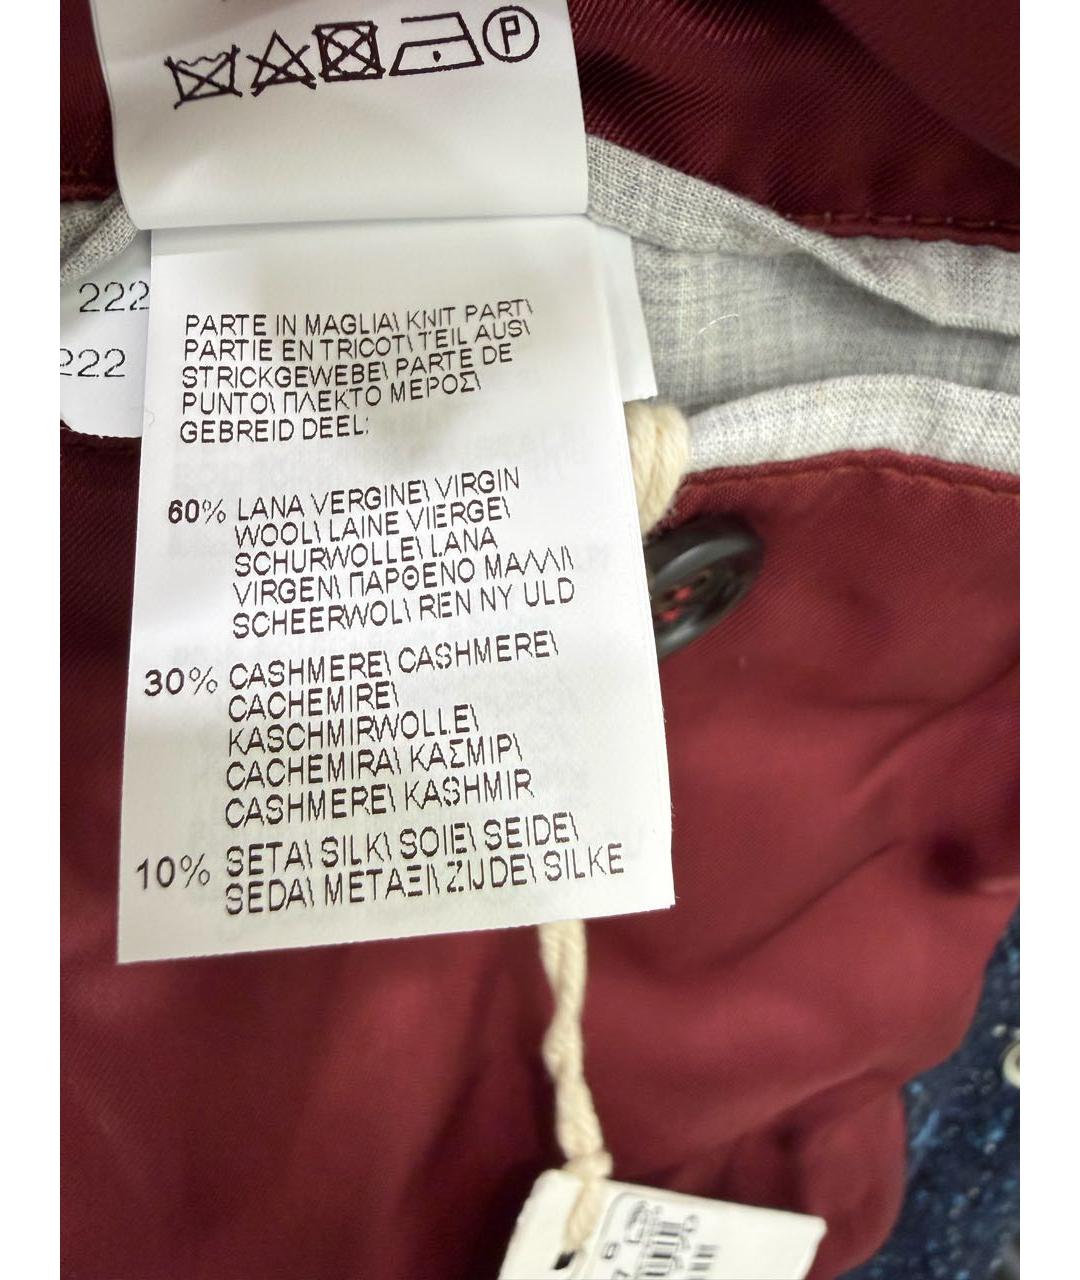 P
222
222
PARTE IN MAGLIA\ KNIT PART\
PARTIE EN TRICOT\ TEIL AUS\
STRICKGEWEBE\ PARTE DE
PUNTO\ ΠΛΕΚΤΟ ΜΕΡΟΣ\
GEBREID DEEL:
60% LANA VERGINE\ VIRGIN
WOOL\ LAINE VIERGE\
SCHURWOLLE\ LANA
VIRGEN\ ΠΑΡΘΕΝΟ ΜΑΛΛΙ\
SCHEERWOL\ REN NY ULD
30% CASHMERE\ CASHMERE\
CACHEMIRE\
KASCHMIRWOLLE\
CACHEMIRA\ ΚΑΣΜΙΡ\
CASHMERE\ KASHMIR
10% SETA\ SILK\ SOIE\ SEIDE\
SEDA\ ΜΕΤΑΞΙ\ ZIJDE\ SILKE